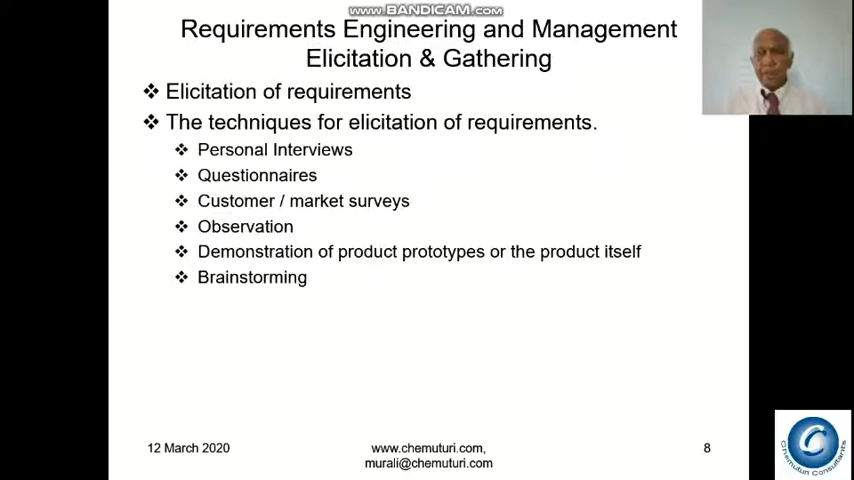 www.BANDICAM.com
Requirements Engineering and Management
Elicitation & Gathering
❖ Elicitation of requirements
❖ The techniques for elicitation of requirements.
❖ Personal Interviews
❖ Questionnaires
❖ Customer / market surveys
❖ Observation
❖ Demonstration of product prototypes or the product itself
❖ Brainstorming
12 March 2020
www.chemuturi.com,
murali@chemuturi.com
8
Chemuturi Consultants